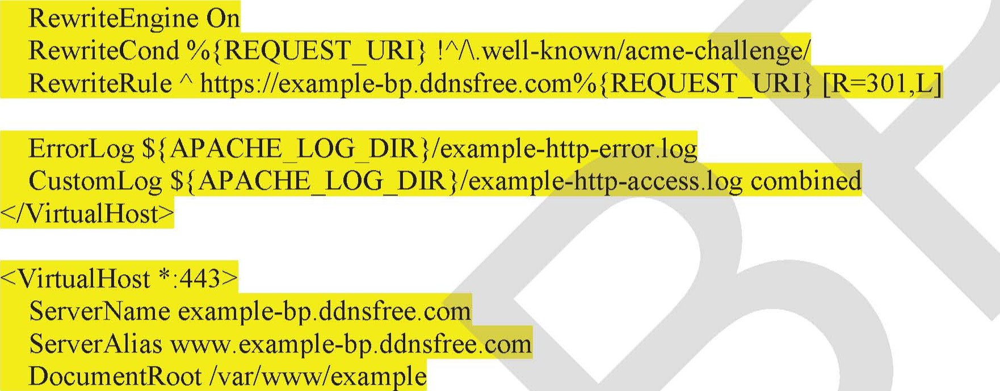 RewriteEngine On
RewriteCond %{REQUEST_URI} !^/\.well-known/acme-challenge/
RewriteRule ^ https://example-bp.ddnsfree.com%{REQUEST_URI} [R=301,L]
ErrorLog ${APACHE_LOG_DIR}/example-http-error.log
CustomLog ${APACHE_LOG_DIR}/example-http-access.log combined
</VirtualHost>
<VirtualHost *:443>
ServerName example-bp.ddnsfree.com
ServerAlias www.example-bp.ddnsfree.com
DocumentRoot /var/www/example